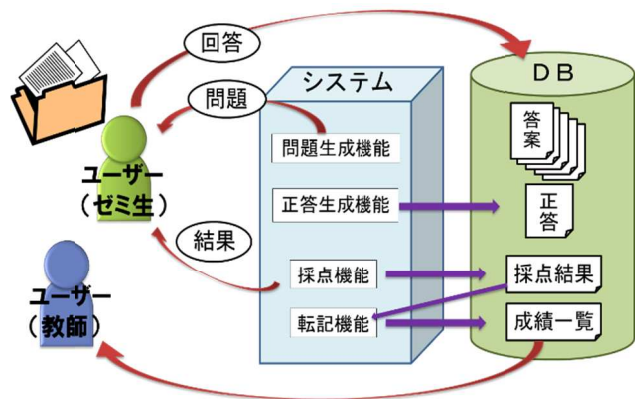 回答
システム
DB
問題
問題生成機能
答案
ユーザー
(ゼミ生)
正答生成機能
正答
結果
採点機能
採点結果
ユーザー
(教師)
転記機能
成績一覧